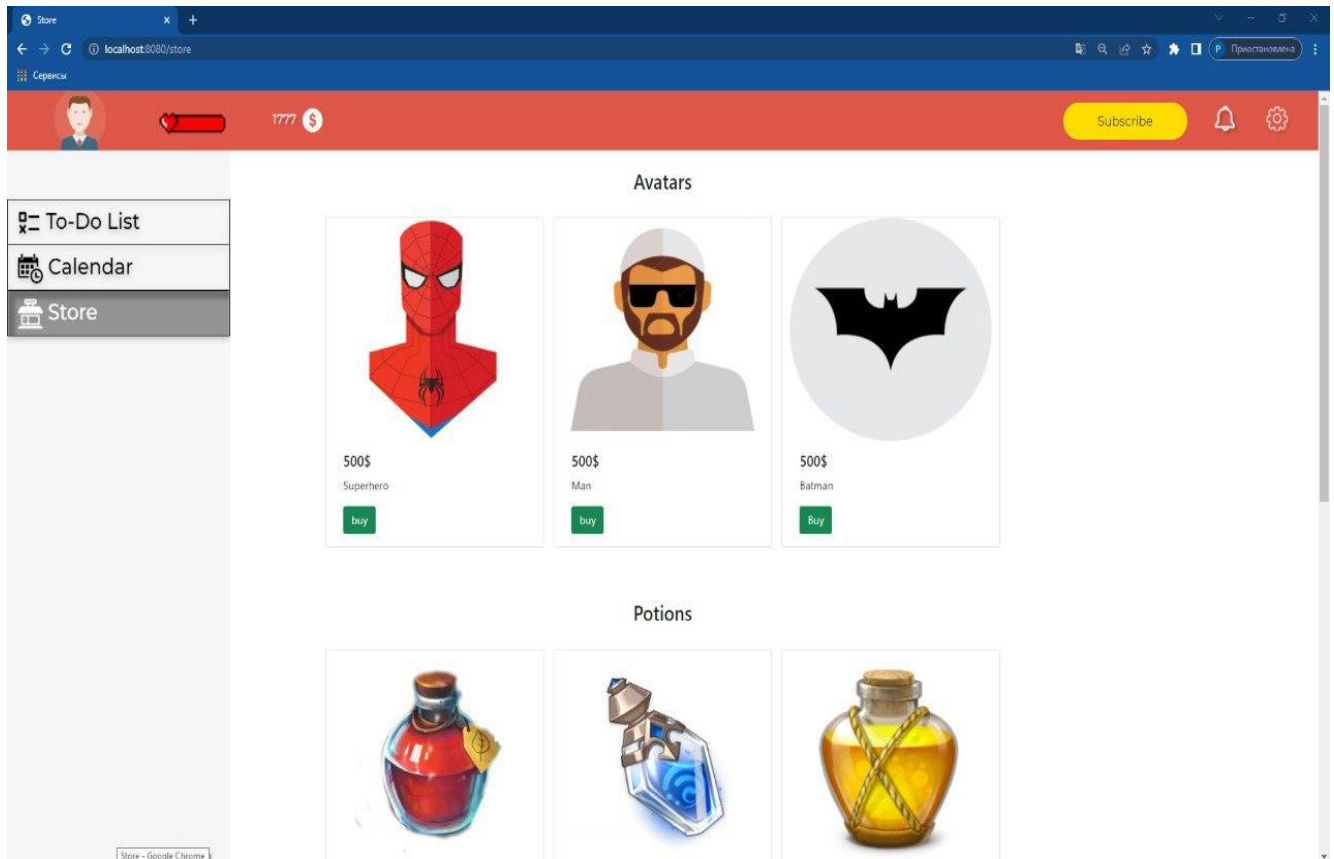 Store
localhost:8080/store
Приостановлена
Сервисы
1777 $
Subscribe
To-Do List
Calendar
Store
Avatars
500$
Superhero
buy
500$
Man
buy
500$
Batman
Buy
Potions
Store - Google Chrome